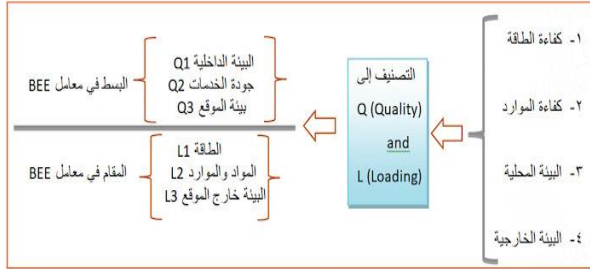 ١- كفاءة الطاقة
٢- كفاءة الموارد
٣- البيئة المحلية
٤- البيئة الخارجية
التصنيف إلى
Q (Quality)
and
L (Loading)
البيئة الداخلية Q1
جودة الخدمات Q2
بيئة الموقع Q3
البسط في معامل BEE
الطاقة L1
المواد والموارد L2
البيئة خارج الموقع L3
المقام في معامل BEE